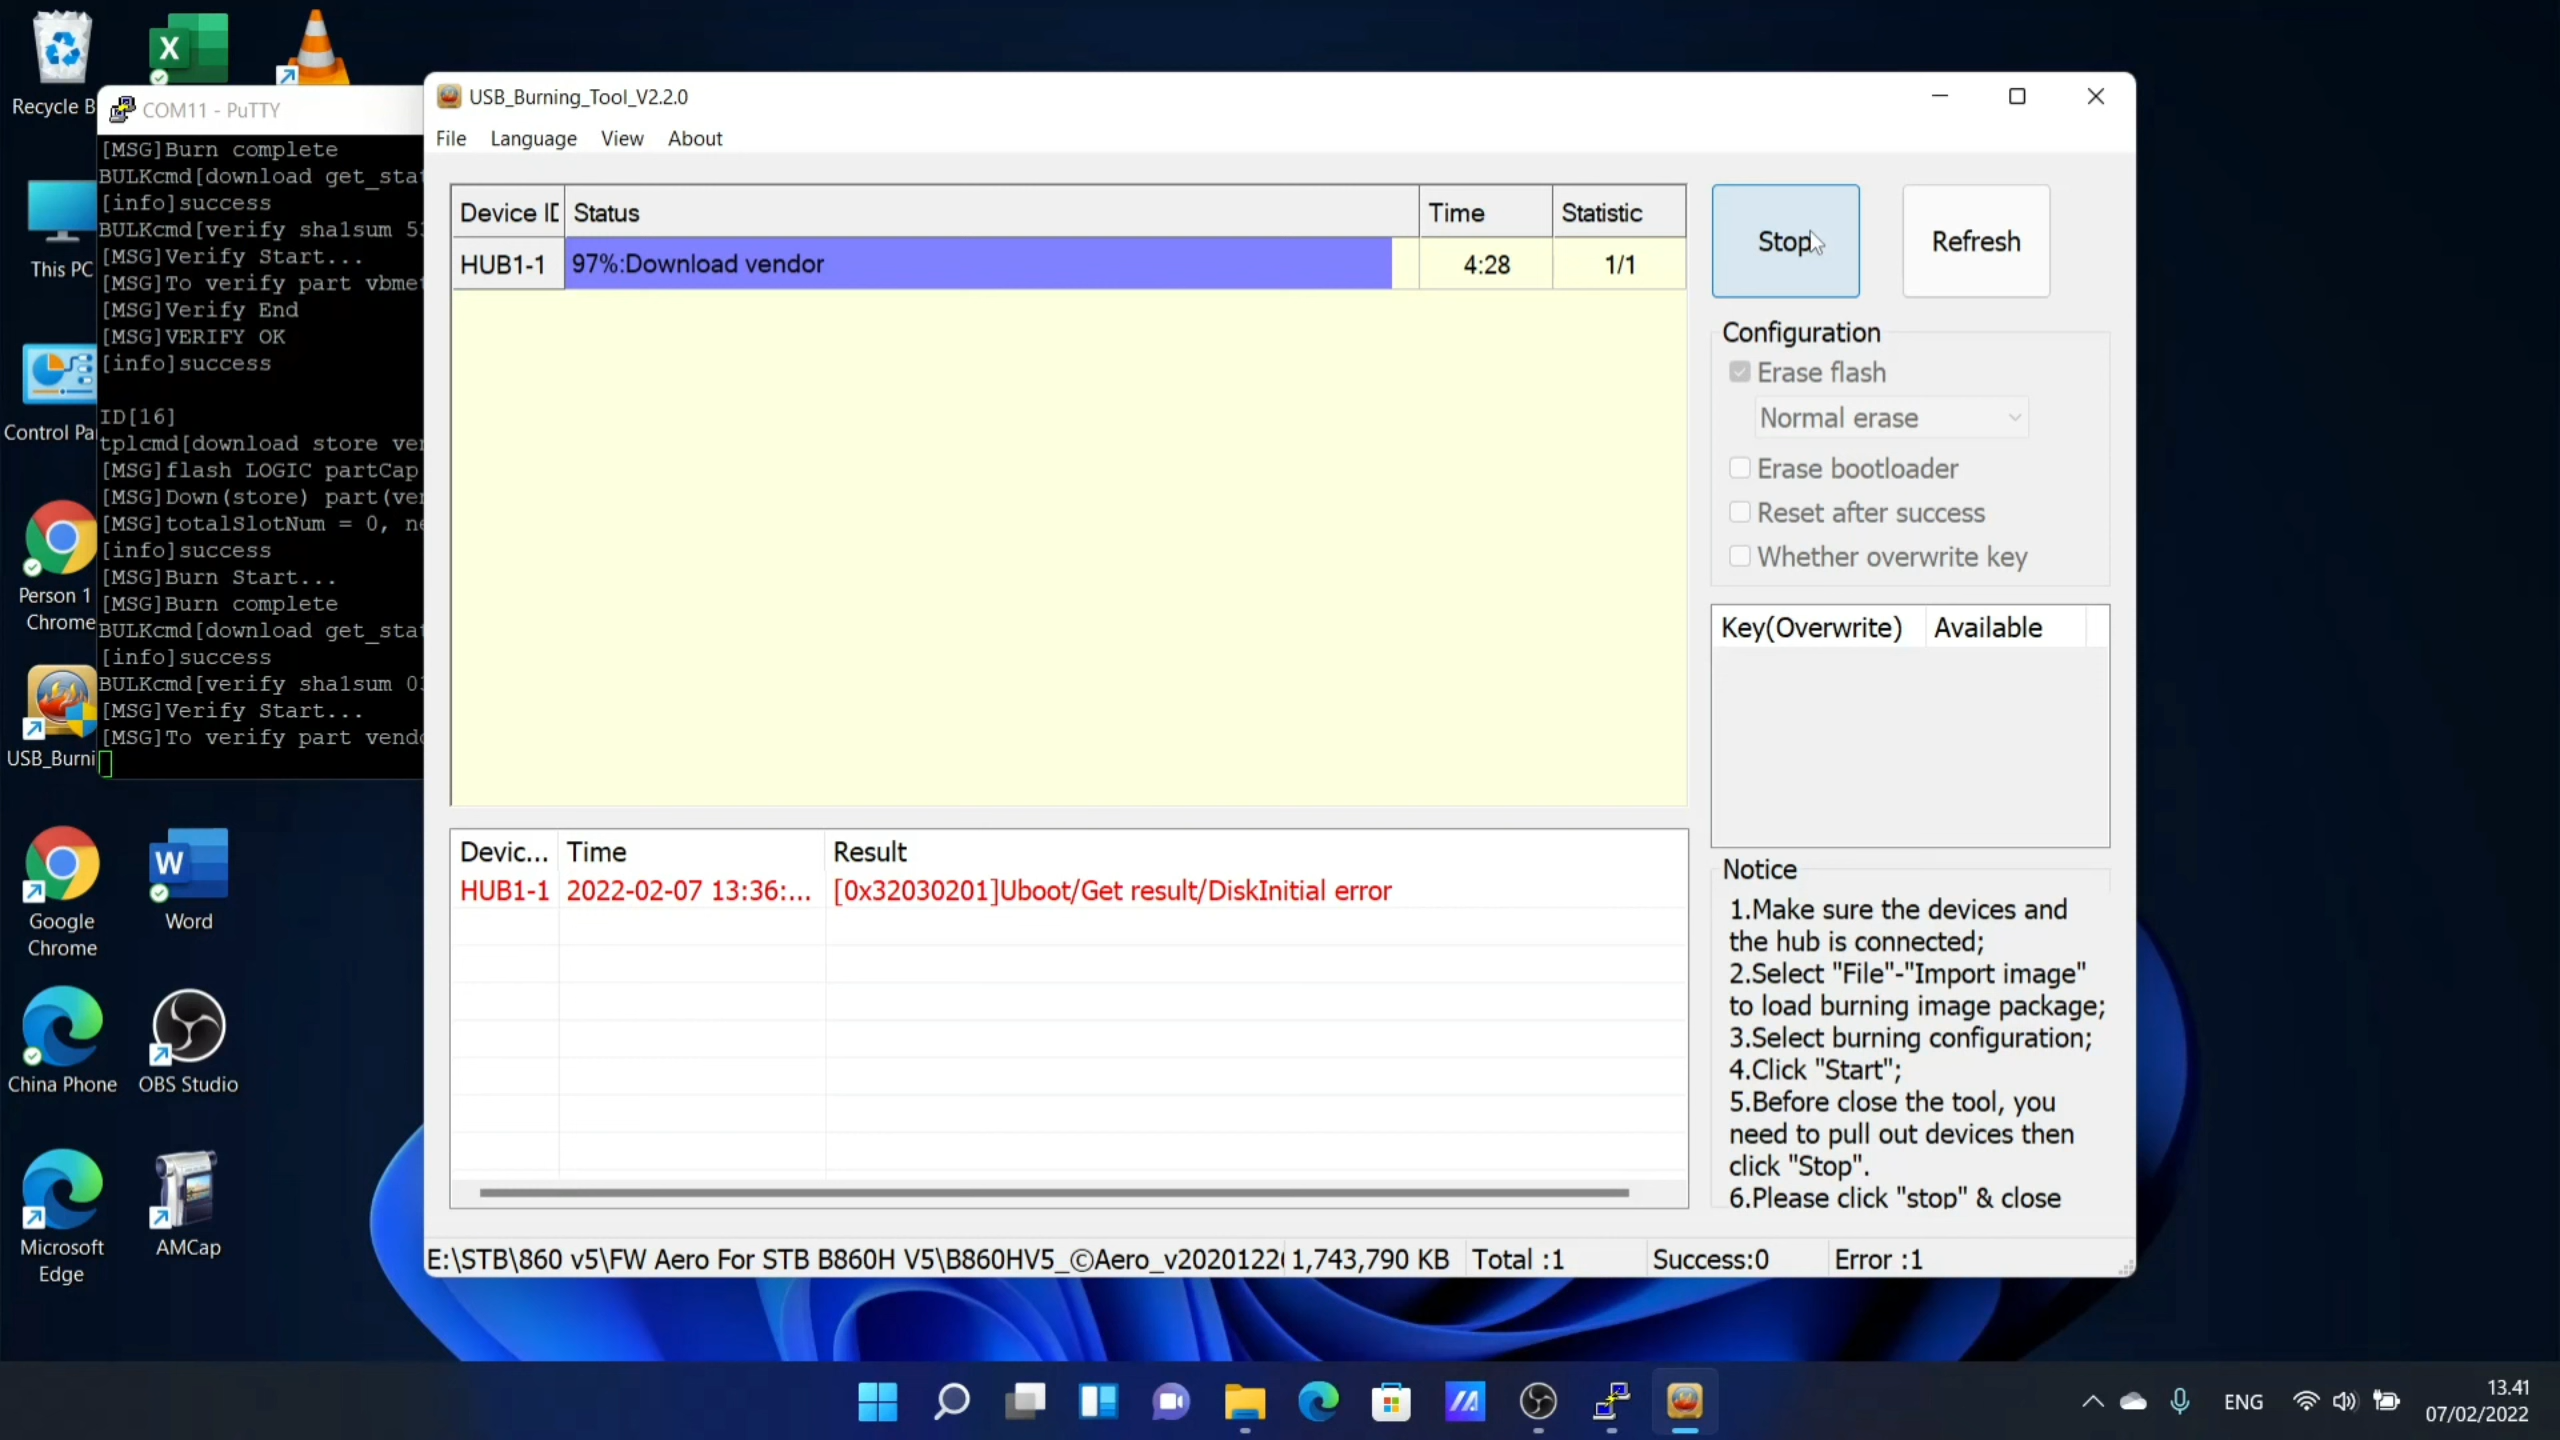 Recycle B
COM11 - PuTTY
[MSG]Burn complete
BULKcmd[download get_stat
[info]success
BULKcmd[verify sha1sum 53
[MSG]Verify Start...
[MSG]To verify part vbmet
[MSG]Verify End
[MSG]VERIFY OK
[info]success
ID[16]
tplcmd[download store ven
[MSG]flash LOGIC partCap
[MSG]Down(store) part(ven
[MSG]totalSlotNum = 0, ne
[info]success
[MSG]Burn Start...
[MSG]Burn complete
BULKcmd[download get_stat
[info]success
BULKcmd[verify sha1sum 03
[MSG]Verify Start...
[MSG]To verify part vendo
This PC
Control Pa
Person 1
Chrome
USB_Burni
Google
Chrome
Word
China Phone
OBS Studio
Microsoft
Edge
AMCap
USB_Burning_Tool_V2.2.0
File Language View About
Device ID Status Time Statistic
HUB1-1 97%:Download vendor 4:28 1/1
Stop
Refresh
Configuration
Erase flash
Normal erase
Erase bootloader
Reset after success
Whether overwrite key
Key(Overwrite) Available
Devic... Time Result
HUB1-1 2022-02-07 13:36:... [0x32030201]Uboot/Get result/DiskInitial error
Notice
1.Make sure the devices and
the hub is connected;
2.Select "File"-"Import image"
to load burning image package;
3.Select burning configuration;
4.Click "Start";
5.Before close the tool, you
need to pull out devices then
click "Stop".
6.Please click "stop" & close
E:\STB\860 v5\FW Aero For STB B860H V5\B860HV5_©Aero_v2020122 1,743,790 KB Total :1 Success:0 Error :1
ENG
13.41
07/02/2022